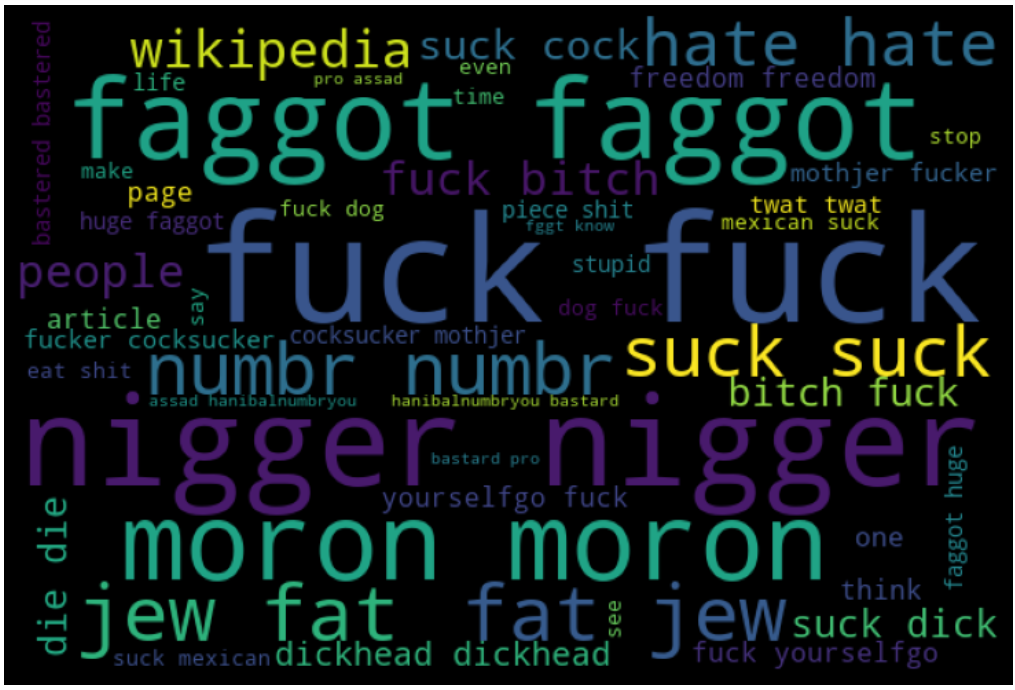 bastered bastered
wikipedia
suck cock
hate hate
life
pro assad
even
freedom freedom
time
faggot faggot
stop
make
fuck bitch
mothjer fucker
page
huge faggot
fuck dog
piece shit
fggt know
twat twat
mexican suck
fuck fuck
people
stupid
say
dog fuck
article
fucker cocksucker
cocksucker mothjer
suck suck
eat shit
numbr numbr
bitch fuck
assad hanibalnumbryou
hanibalnumbryou bastard
nigger nigger
bastard pro
yourselfgo fuck
faggot huge
die die
moron moron
one
think
jew fat
fat jew
see
suck dick
suck mexican
dickhead dickhead
fuck yourselfgo